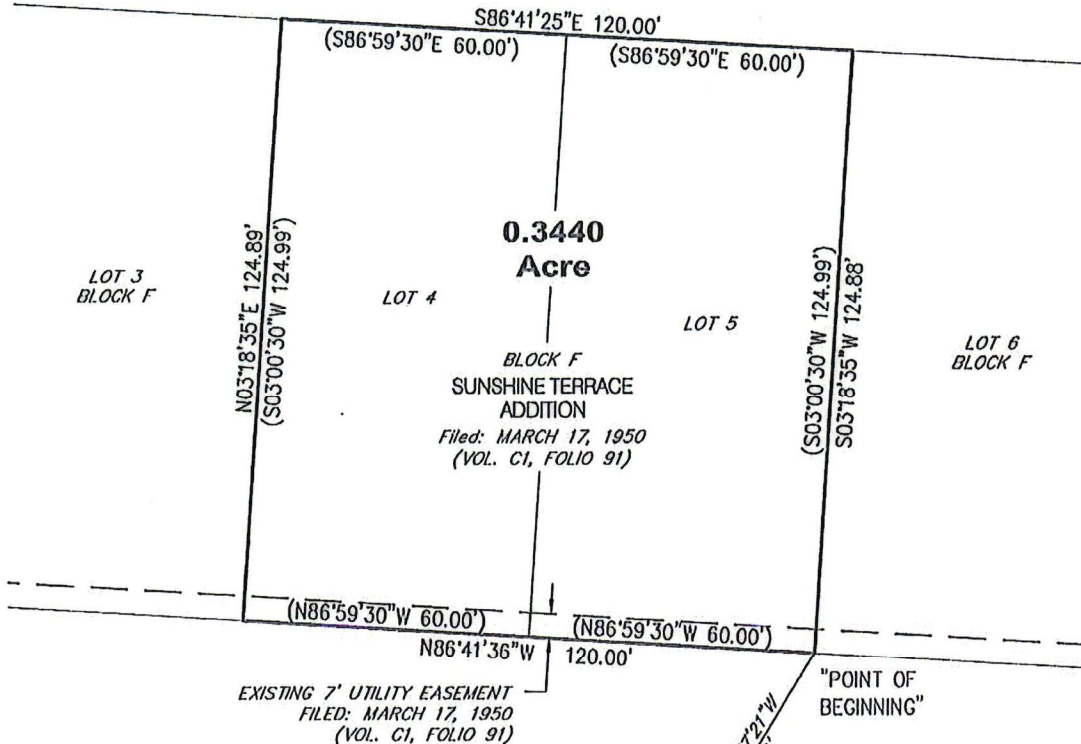 S86°41'25"E 120.00'
(S86°59'30"E 60.00')
(S86°59'30"E 60.00')
N03°18'35"E 124.89'
(S03°00'30"W 124.99')
(S03°00'30"W 124.99')
S03°18'35"W 124.88'
0.3440
Acre
LOT 3
BLOCK F
LOT 4
LOT 5
LOT 6
BLOCK F
BLOCK F
SUNSHINE TERRACE
ADDITION
Filed: MARCH 17, 1950
(VOL. C1, FOLIO 91)
(N86°59'30"W 60.00')
(N86°59'30"W 60.00')
N86°41'36"W 120.00'
EXISTING 7' UTILITY EASEMENT
FILED: MARCH 17, 1950
(VOL. C1, FOLIO 91)
"POINT OF
BEGINNING"
'21"W